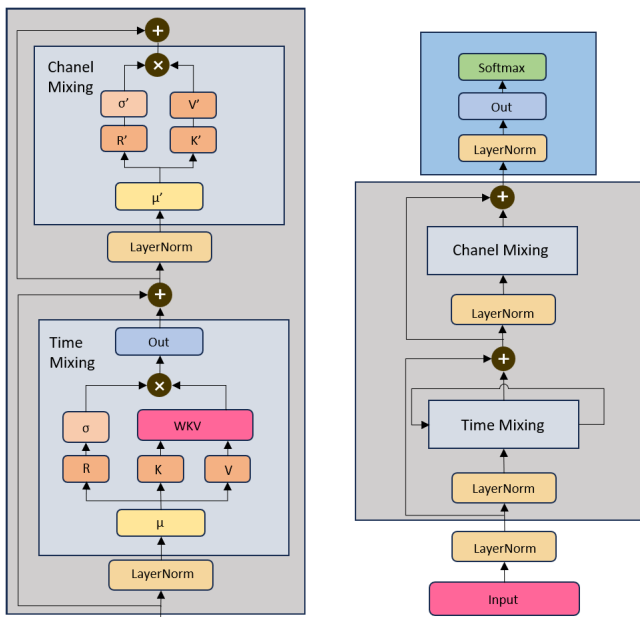 +
Chanel
Mixing
×
σ’
V’
R’
K’
μ’
LayerNorm
+
Time
Mixing
Out
×
σ
WKV
R
K
V
μ
LayerNorm
Softmax
Out
LayerNorm
+
Chanel Mixing
LayerNorm
+
Time Mixing
LayerNorm
LayerNorm
Input